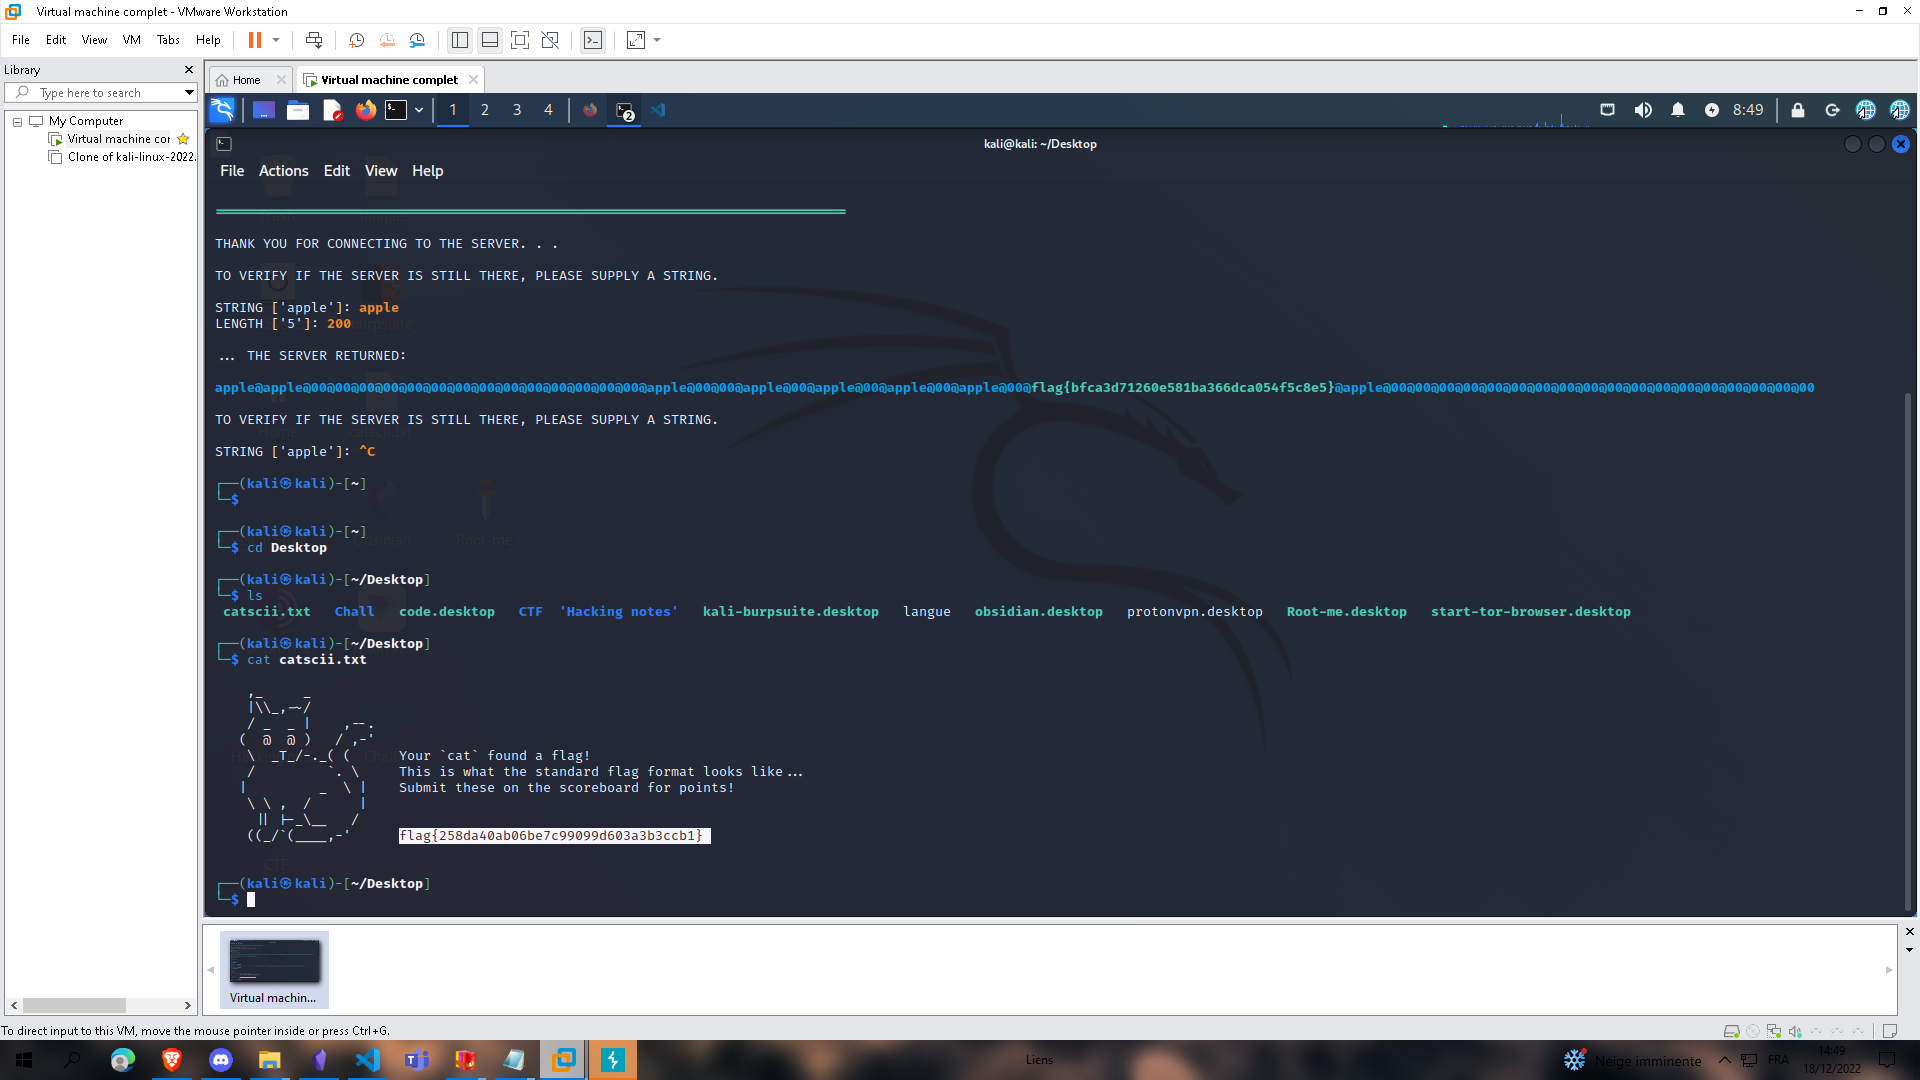 Virtual machine complet - VMware Workstation
File Edit View VM Tabs Help
Library
Type here to search
My Computer
Virtual machine cor
Clone of kali-linux-2022.
Home
Virtual machine complet
1 2 3 4
2
8:49
kali@kali: ~/Desktop
File Actions Edit View Help
THANK YOU FOR CONNECTING TO THE SERVER. . .
TO VERIFY IF THE SERVER IS STILL THERE, PLEASE SUPPLY A STRING.
STRING ['apple']: apple
LENGTH ['5']: 200
... THE SERVER RETURNED:
apple@apple@00@00@00@00@00@00@00@00@00@00@00@00@00@00apple@00@00@apple@00@apple@00@apple@00@apple@00@flag{bfca3d71260e581ba366dca054f5c8e5}@apple@00@00@00@00@00@00@00@00@00@00@00@00@00@00@00@00@00@00
TO VERIFY IF THE SERVER IS STILL THERE, PLEASE SUPPLY A STRING.
STRING ['apple']: ^C
┌──(kali㉿kali)-[~]
└─$
┌──(kali㉿kali)-[~]
└─$ cd Desktop
┌──(kali㉿kali)-[~/Desktop]
└─$ ls
catscii.txt Chall code.desktop CTF 'Hacking notes' kali-burpsuite.desktop langue obsidian.desktop protonvpn.desktop Root-me.desktop start-tor-browser.desktop
┌──(kali㉿kali)-[~/Desktop]
└─$ cat catscii.txt
Your `cat` found a flag!
This is what the standard flag format looks like...
Submit these on the scoreboard for points!
flag{258da40ab06be7c99099d603a3b3ccb1}
┌──(kali㉿kali)-[~/Desktop]
└─$
Virtual machin...
To direct input to this VM, move the mouse pointer inside or press Ctrl+G.
Liens
Neige imminente
FRA
14:49
18/12/2022